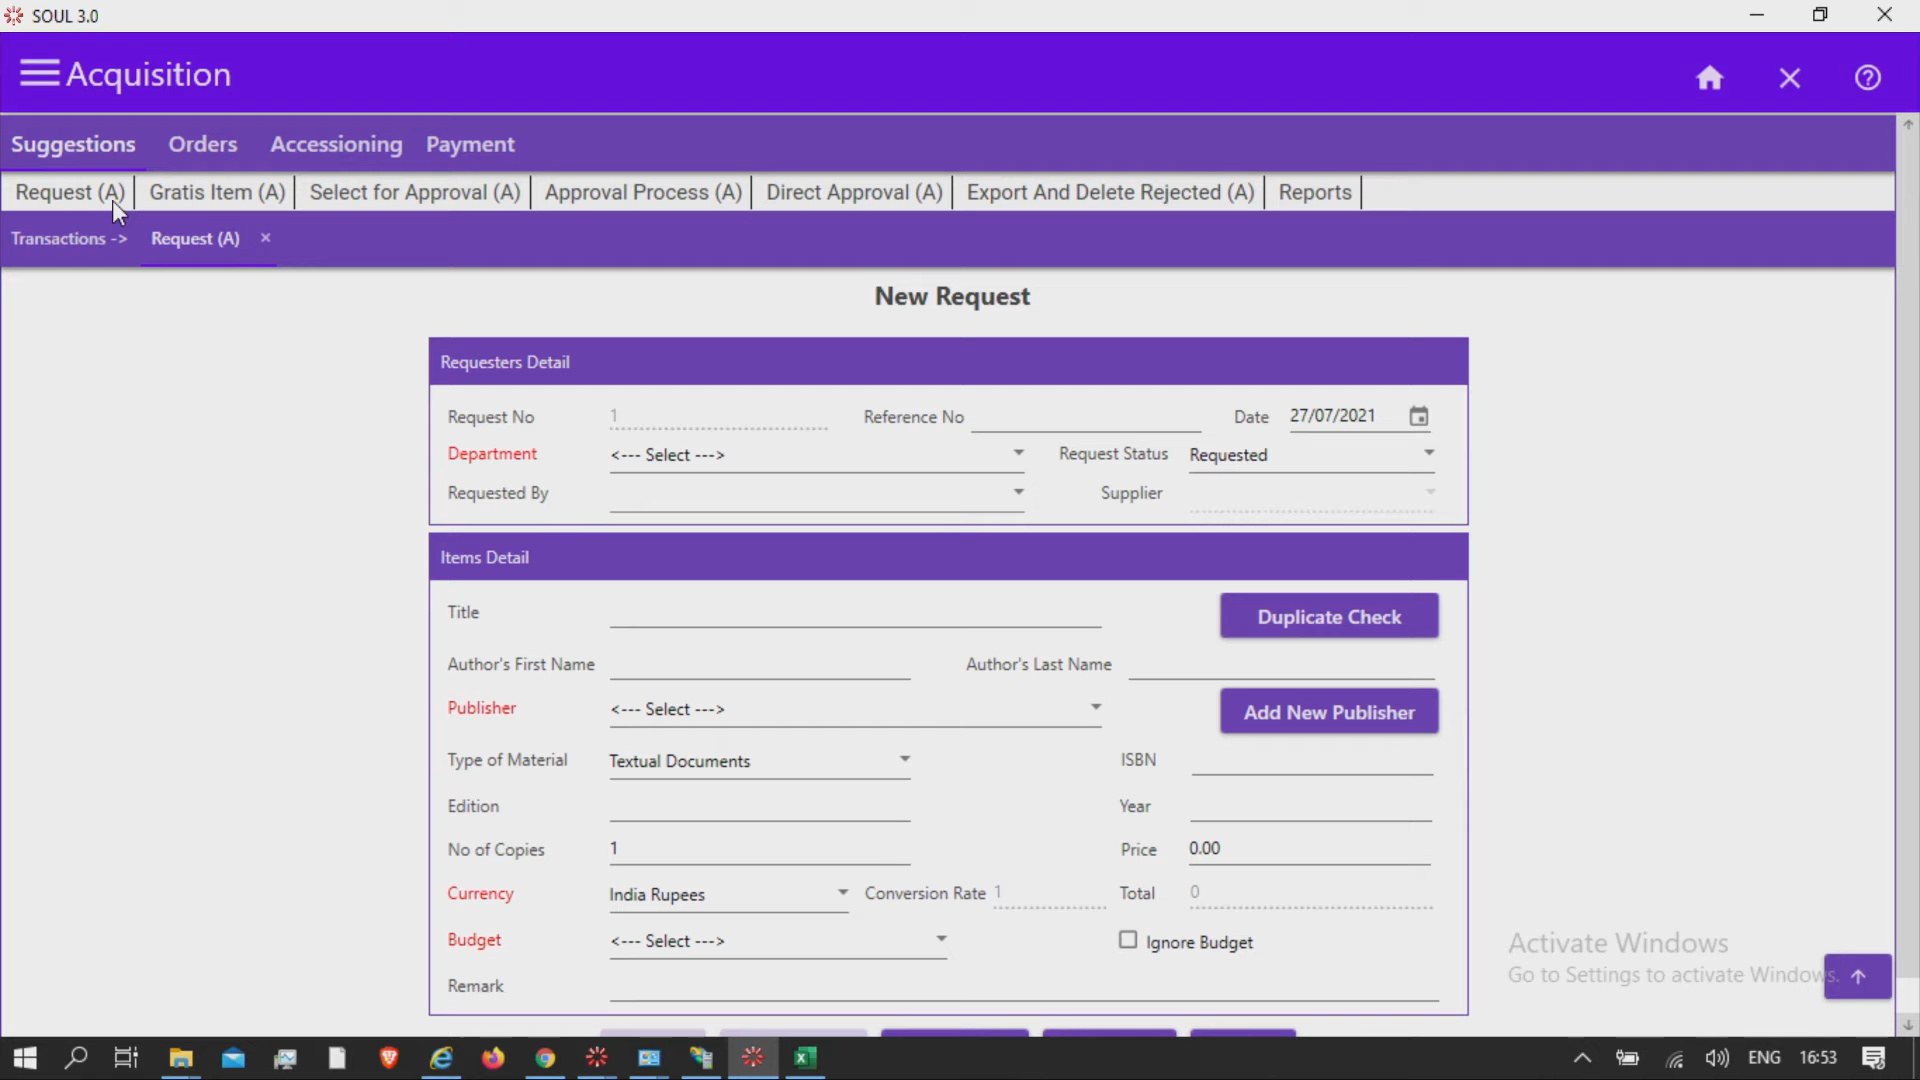 SOUL 3.0
Acquisition
Suggestions Orders Accessioning Payment
Request (A) Gratis Item (A) Select for Approval (A) Approval Process (A) Direct Approval (A) Export And Delete Rejected (A) Reports
Transactions -> Request (A) ×
New Request
Requesters Detail
Request No 1 Reference No Date 27/07/2021
Department <--- Select ---> Request Status Requested
Requested By Supplier
Items Detail
Title Duplicate Check
Author's First Name Author's Last Name
Publisher <--- Select ---> Add New Publisher
Type of Material Textual Documents ISBN
Edition Year
No of Copies 1 Price 0.00
Currency India Rupees Conversion Rate 1 Total 0
Budget <--- Select ---> Ignore Budget
Remark
Activate Windows
Go to Settings to activate Windows.
ENG 16:53